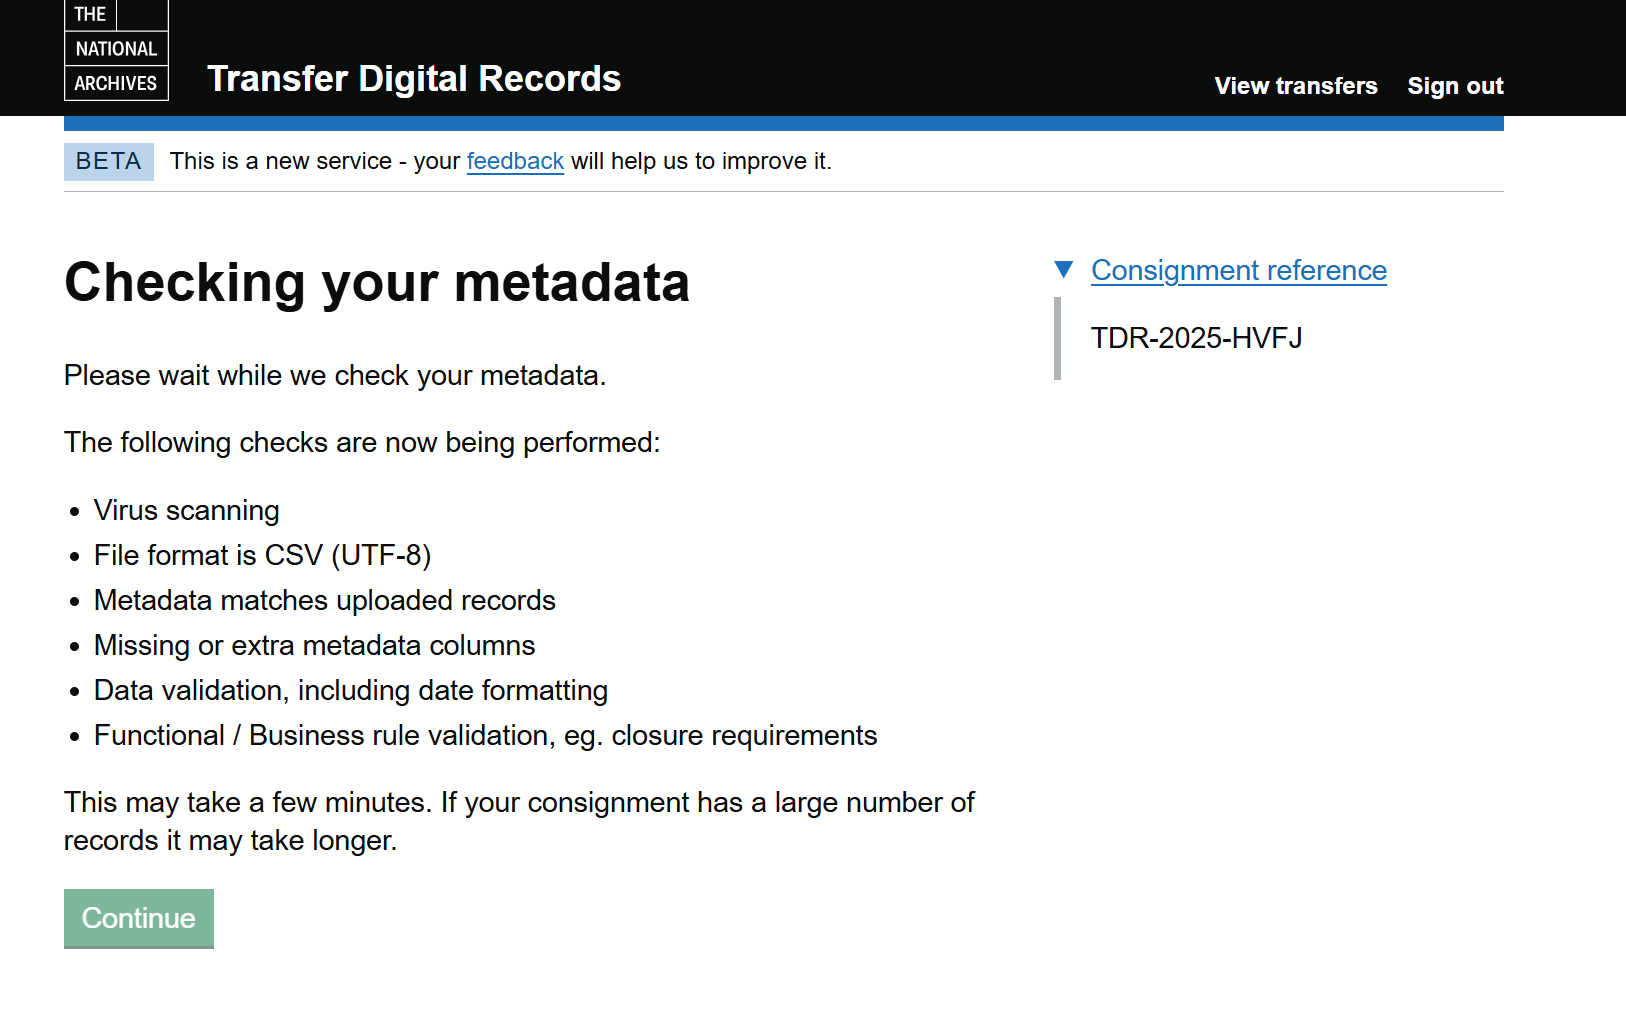 THE
NATIONAL
ARCHIVES
Transfer Digital Records
View transfers
Sign out
BETA
This is a new service - your feedback will help us to improve it.
Checking your metadata
Please wait while we check your metadata.
The following checks are now being performed:
• Virus scanning
• File format is CSV (UTF-8)
• Metadata matches uploaded records
• Missing or extra metadata columns
• Data validation, including date formatting
• Functional / Business rule validation, eg. closure requirements
This may take a few minutes. If your consignment has a large number of
records it may take longer.
Continue
▼ Consignment reference
TDR-2025-HVFJ